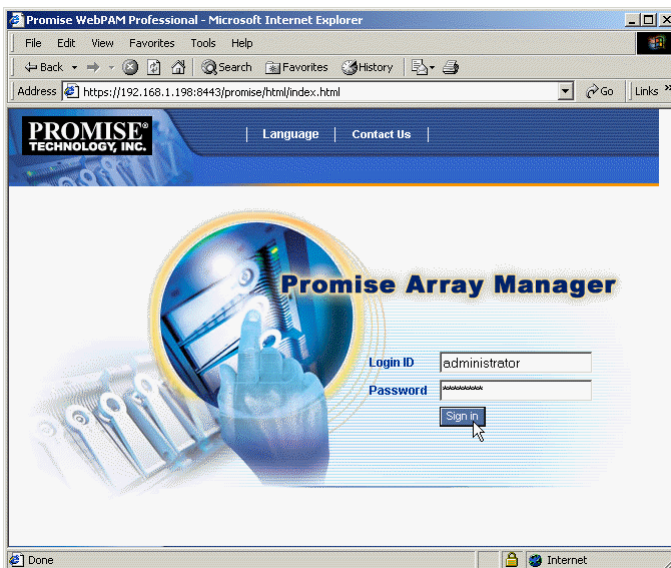 Promise WebPAM Professional - Microsoft Internet Explorer
File Edit View Favorites Tools Help
Back Search Favorites History
Address https://192.168.1.198:8443/promise/html/index.html Go Links »
PROMISE®
TECHNOLOGY, INC.
| Language | Contact Us |
Promise Array Manager
Login ID administrator
Password *************
Sign in
Done Internet